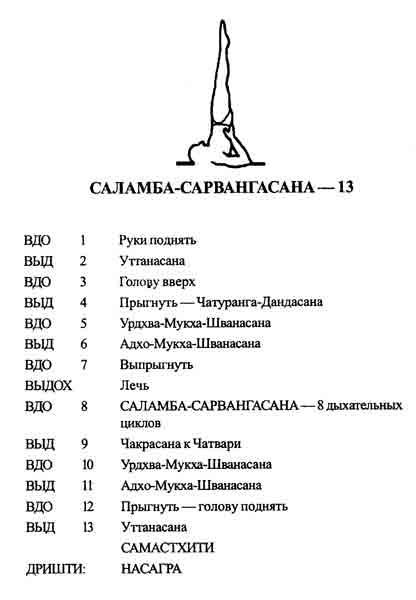 САЛАМБА-САРВАНГАСАНА — 13
ВДО 1 Руки поднять
ВЫД 2 Уттанасана
ВДО 3 Голову вверх
ВЫД 4 Прыгнуть — Чатуранга-Дандасана
ВДО 5 Урдхва-Мукха-Шванасана
ВЫД 6 Адхо-Мукха-Шванасана
ВДО 7 Выпрыгнуть
ВЫДОХ Лечь
ВДО 8 САЛАМБА-САРВАНГАСАНА — 8 дыхательных
циклов
ВЫД 9 Чакрасана к Чатвари
ВДО 10 Урдхва-Мукха-Шванасана
ВЫД 11 Адхо-Мукха-Шванасана
ВДО 12 Прыгнуть — голову поднять
ВЫД 13 Уттанасана
САМАСТХИТИ
ДРИШТИ: НАСАГРА